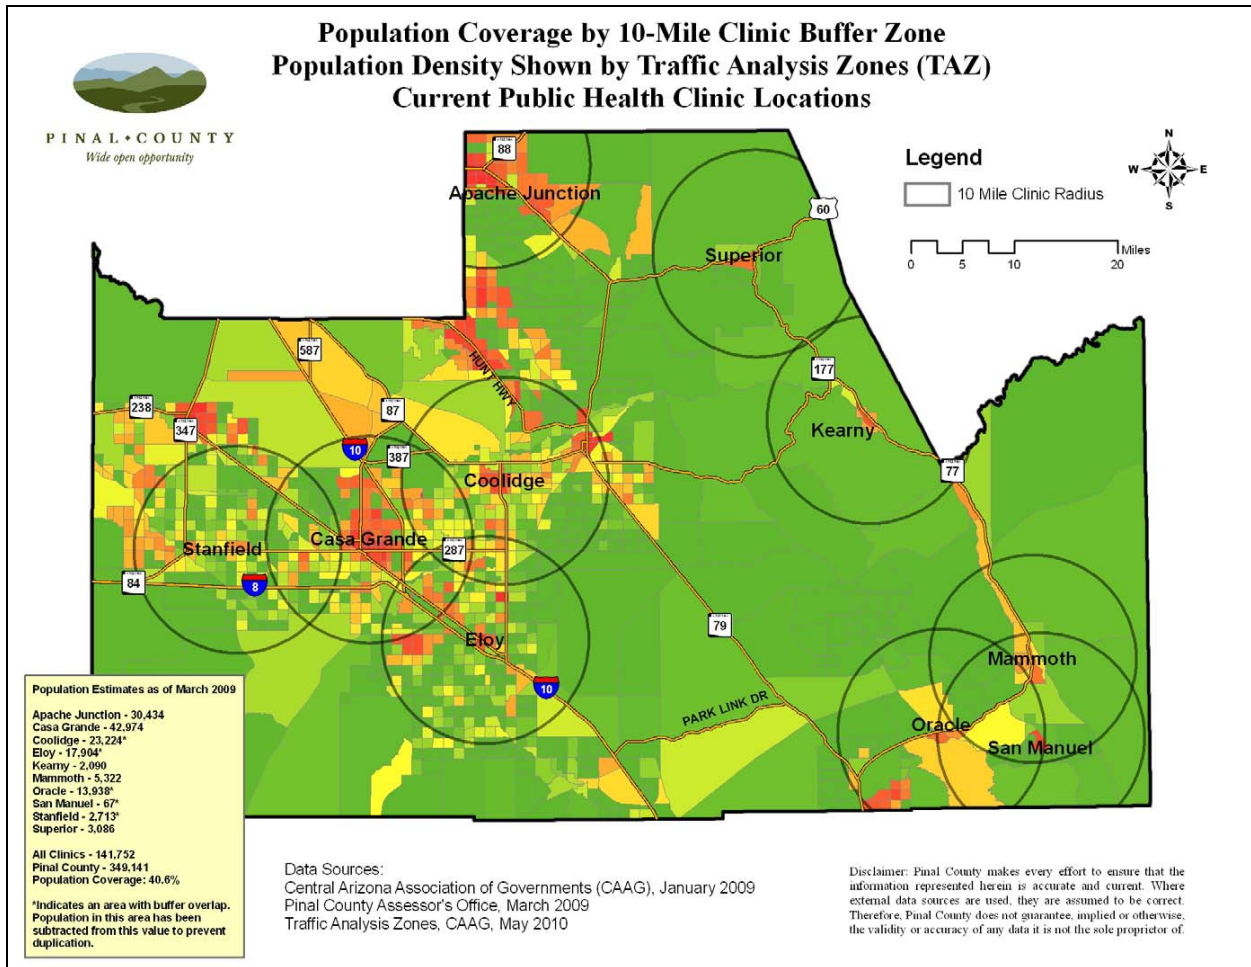 Population Coverage by 10-Mile Clinic Buffer Zone
Population Density Shown by Traffic Analysis Zones (TAZ)
Current Public Health Clinic Locations
PINAL • COUNTY
Wide open opportunity
Legend
10 Mile Clinic Radius
N
W E
S
Miles
0 5 10 20
88
Apache Junction
60
Superior
587
HUNT HWY
177
238
87
347
Kearny
10
387
77
Coolidge
Casa Grande
Stanfield
287
84
8
79
Eloy
Mammoth
10
PARK LINK DR
Oracle
San Manuel
Population Estimates as of March 2009
Apache Junction - 30,434
Casa Grande - 42,974
Coolidge - 23,224*
Eloy - 17,904*
Kearny - 2,090
Mammoth - 5,322
Oracle - 13,938*
San Manuel - 67*
Stanfield - 2,713*
Superior - 3,086
All Clinics - 141,752
Pinal County - 349,141
Population Coverage: 40.6%
*Indicates an area with buffer overlap.
Population in this area has been
subtracted from this value to prevent
duplication.
Data Sources:
Central Arizona Association of Governments (CAAG), January 2009
Pinal County Assessor's Office, March 2009
Traffic Analysis Zones, CAAG, May 2010
Disclaimer: Pinal County makes every effort to ensure that the
information represented herein is accurate and current. Where
external data sources are used, they are assumed to be correct.
Therefore, Pinal County does not guarantee, implied or otherwise,
the validity or accuracy of any data it is not the sole proprietor of.